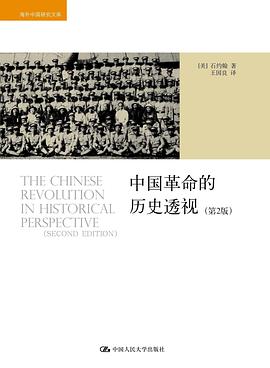 海外中国研究文库
[美] 石约翰 著
王国良 译
THE CHINESE
REVOLUTION
IN HISTORICAL
PERSPECTIVE
(SECOND EDITION)
中国革命的
历史透视(第2版)
中国人民大学出版社